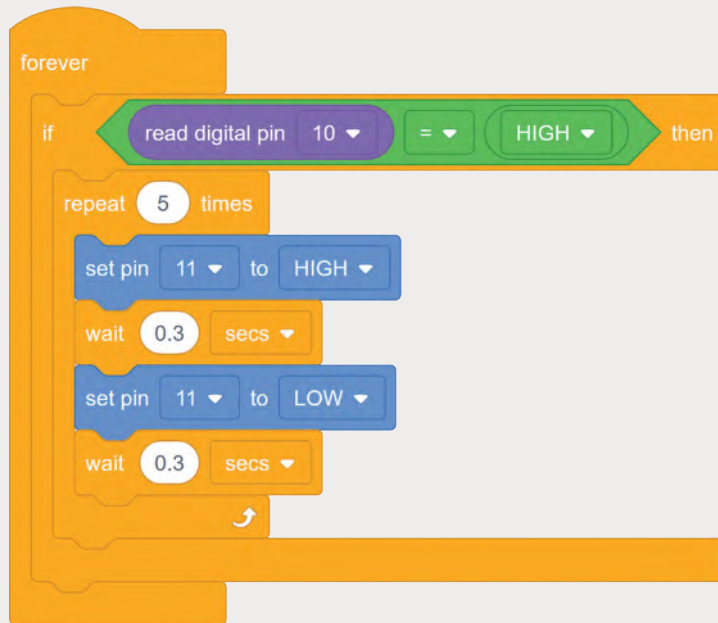 forever
if read digital pin 10 = HIGH then
repeat 5 times
set pin 11 to HIGH
wait 0.3 secs
set pin 11 to LOW
wait 0.3 secs